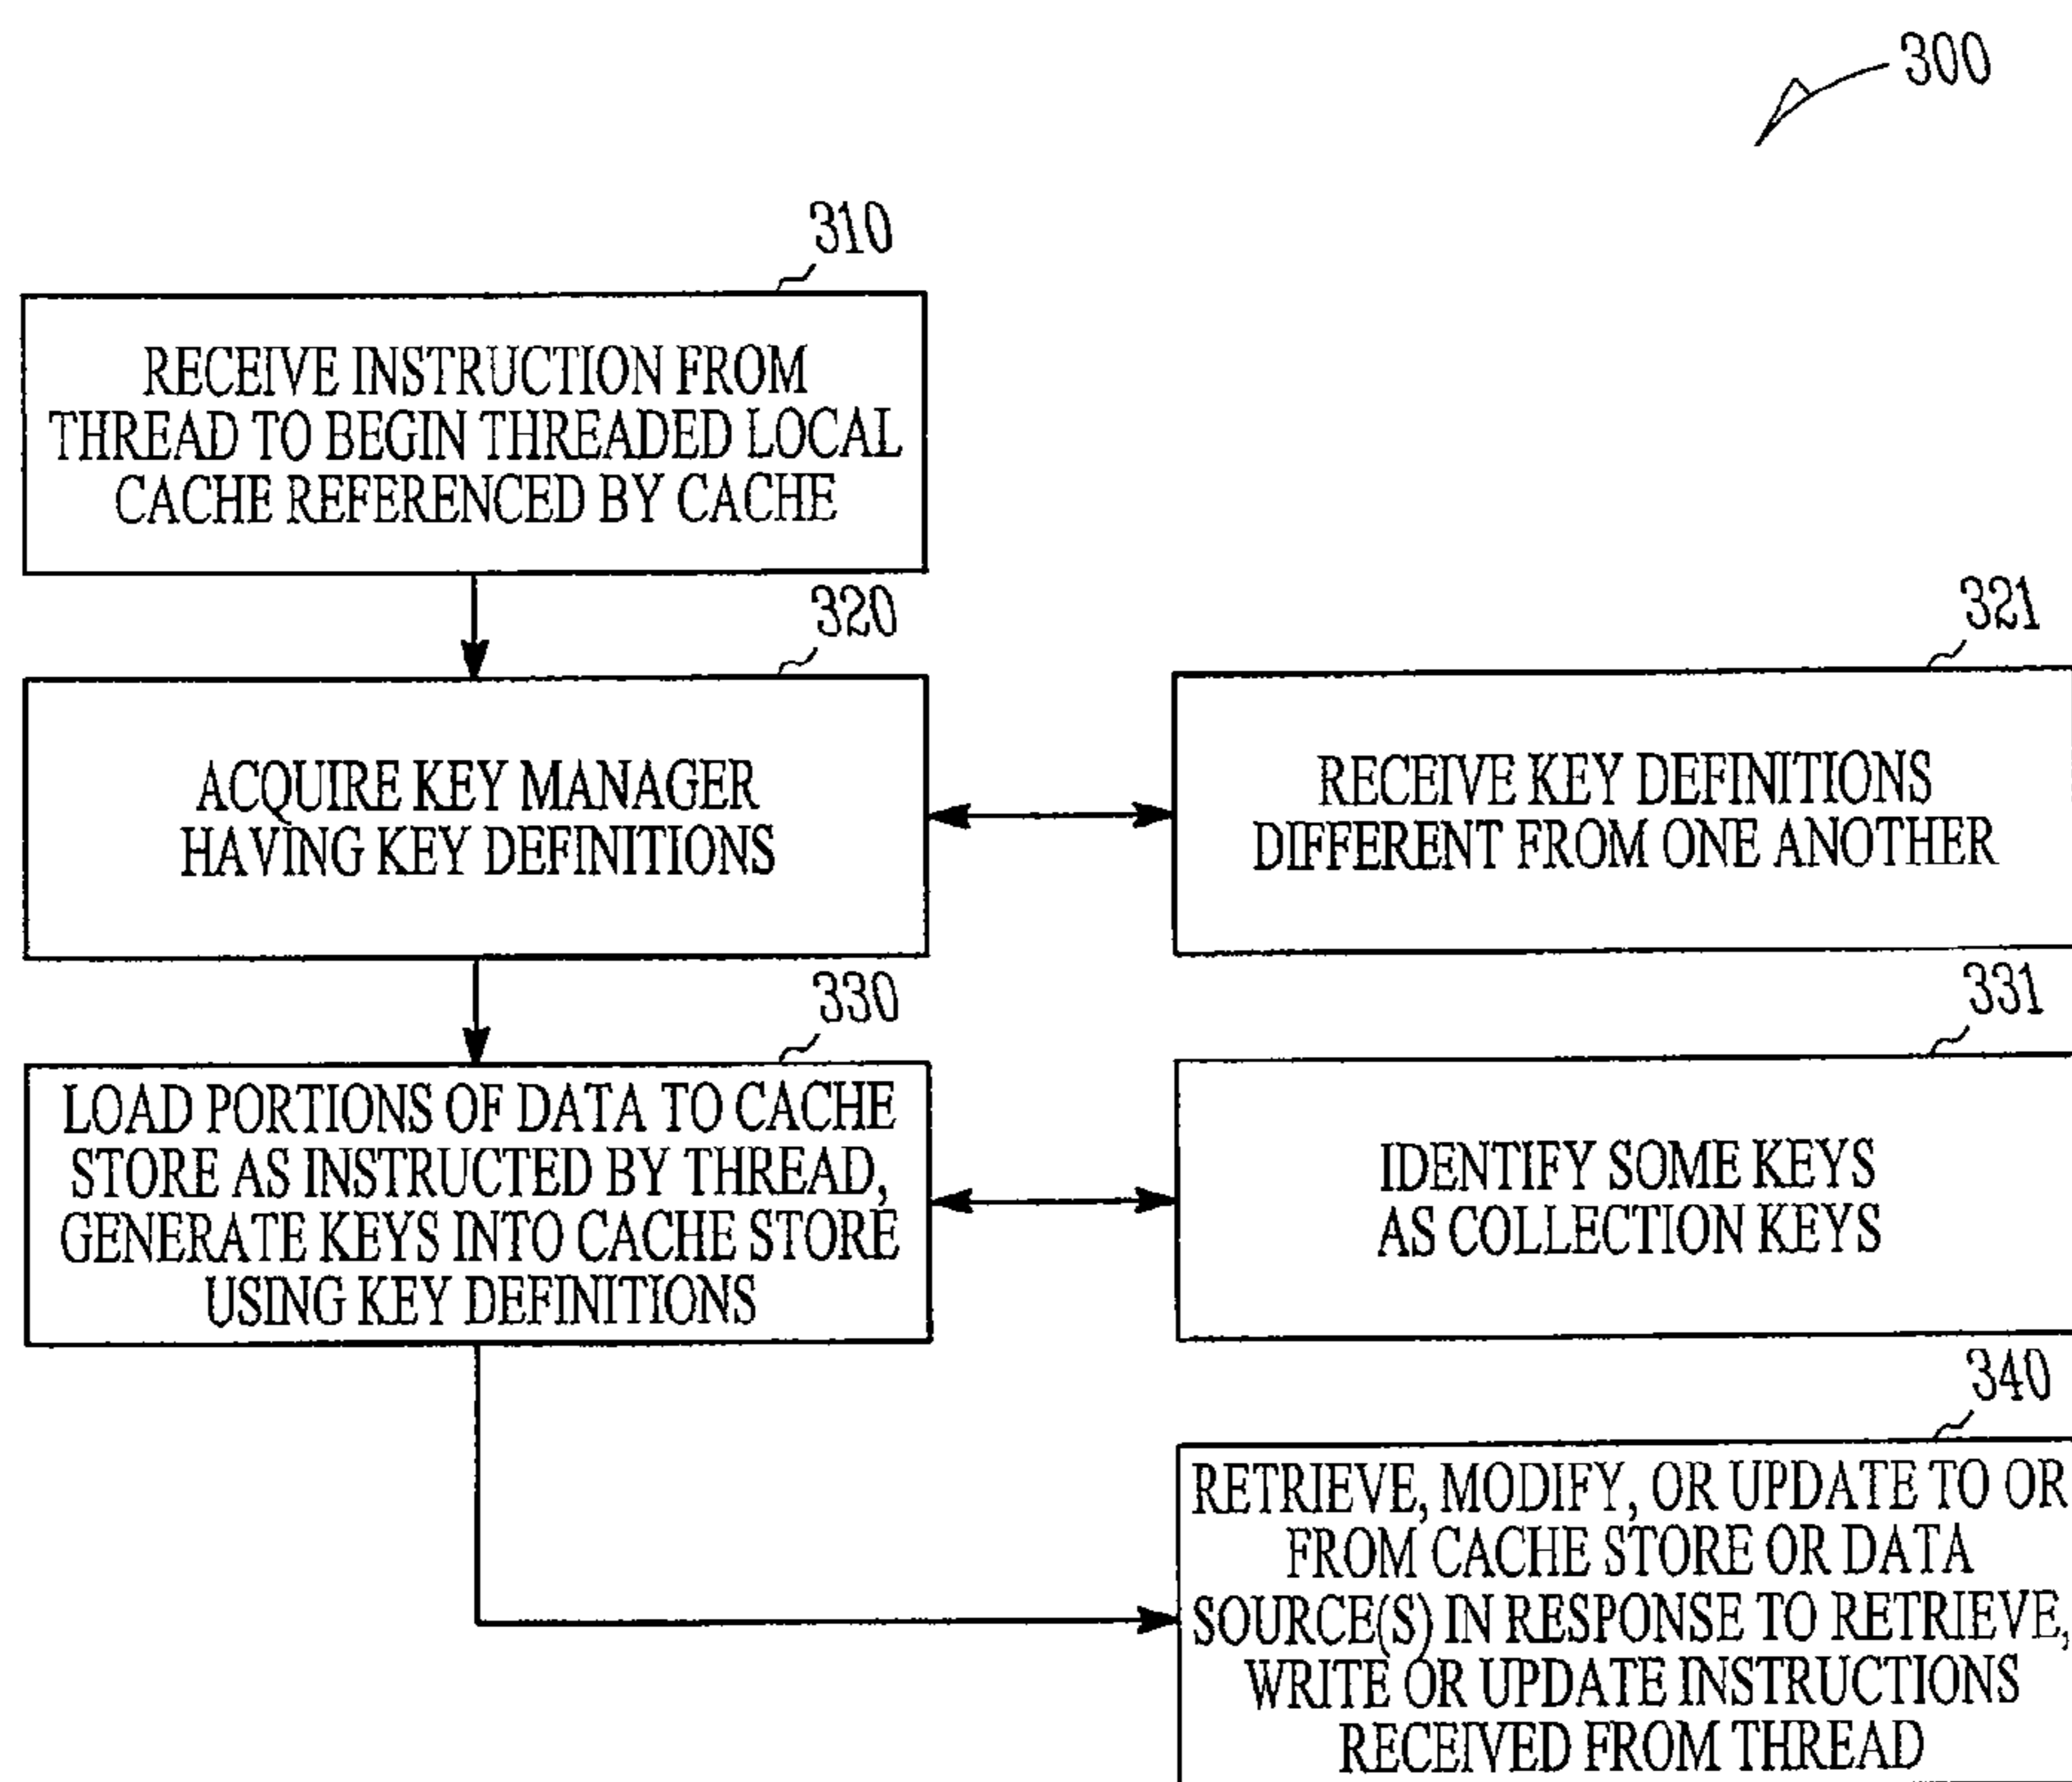 300
310
RECEIVE INSTRUCTION FROM
THREAD TO BEGIN THREADED LOCAL
CACHE REFERENCED BY CACHE
320
ACQUIRE KEY MANAGER
HAVING KEY DEFINITIONS
321
RECEIVE KEY DEFINITIONS
DIFFERENT FROM ONE ANOTHER
330
LOAD PORTIONS OF DATA TO CACHE
STORE AS INSTRUCTED BY THREAD,
GENERATE KEYS INTO CACHE STORE
USING KEY DEFINITIONS
331
IDENTIFY SOME KEYS
AS COLLECTION KEYS
340
RETRIEVE, MODIFY, OR UPDATE TO OR
FROM CACHE STORE OR DATA
SOURCE(S) IN RESPONSE TO RETRIEVE,
WRITE OR UPDATE INSTRUCTIONS
RECEIVED FROM THREAD